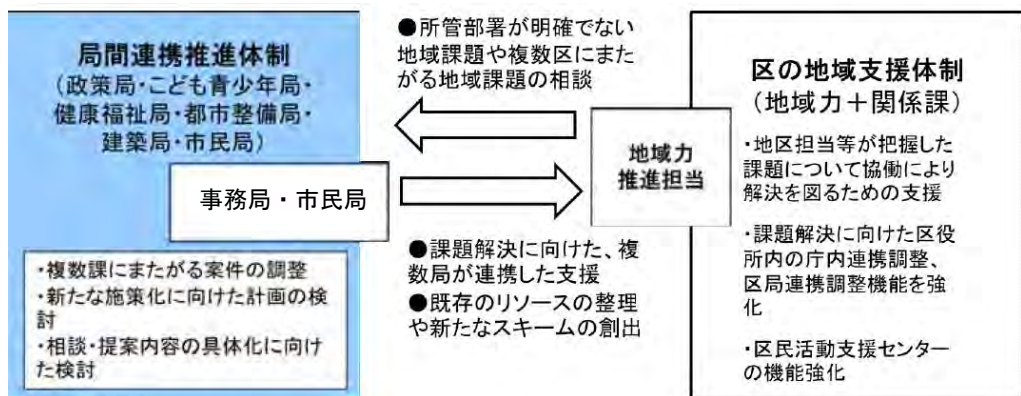 局間連携推進体制
（政策局・こども青少年局・
健康福祉局・都市整備局・
建築局・市民局）
事務局・市民局
・複数課にまたがる案件の調整
・新たな施策化に向けた計画の検
討
・相談・提案内容の具体化に向け
た検討
●所管部署が明確でない
地域課題や複数区にまた
がる地域課題の相談
●課題解決に向けた、複
数局が連携した支援
●既存のリソースの整理
や新たなスキームの創出
地域力
推進担当
区の地域支援体制
（地域力＋関係課）
・地区担当等が把握した
課題について協働により
解決を図るための支援
・課題解決に向けた区役
所内の庁内連携調整、
区局連携調整機能を強
化
・区民活動支援センター
の機能強化